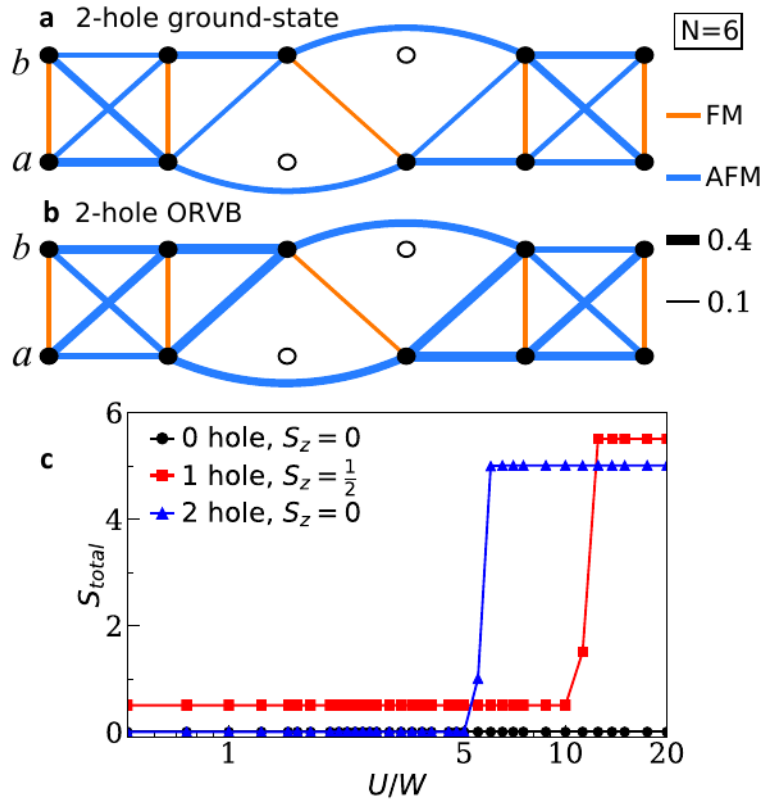 a 2-hole ground-state
N=6
b
a
FM
AFM
0.4
0.1
b 2-hole ORVB
b
a
c
0 hole, S_z = 0
1 hole, S_z = 1/2
2 hole, S_z = 0
S_total
6
4
2
0
1 5 10 20
U/W